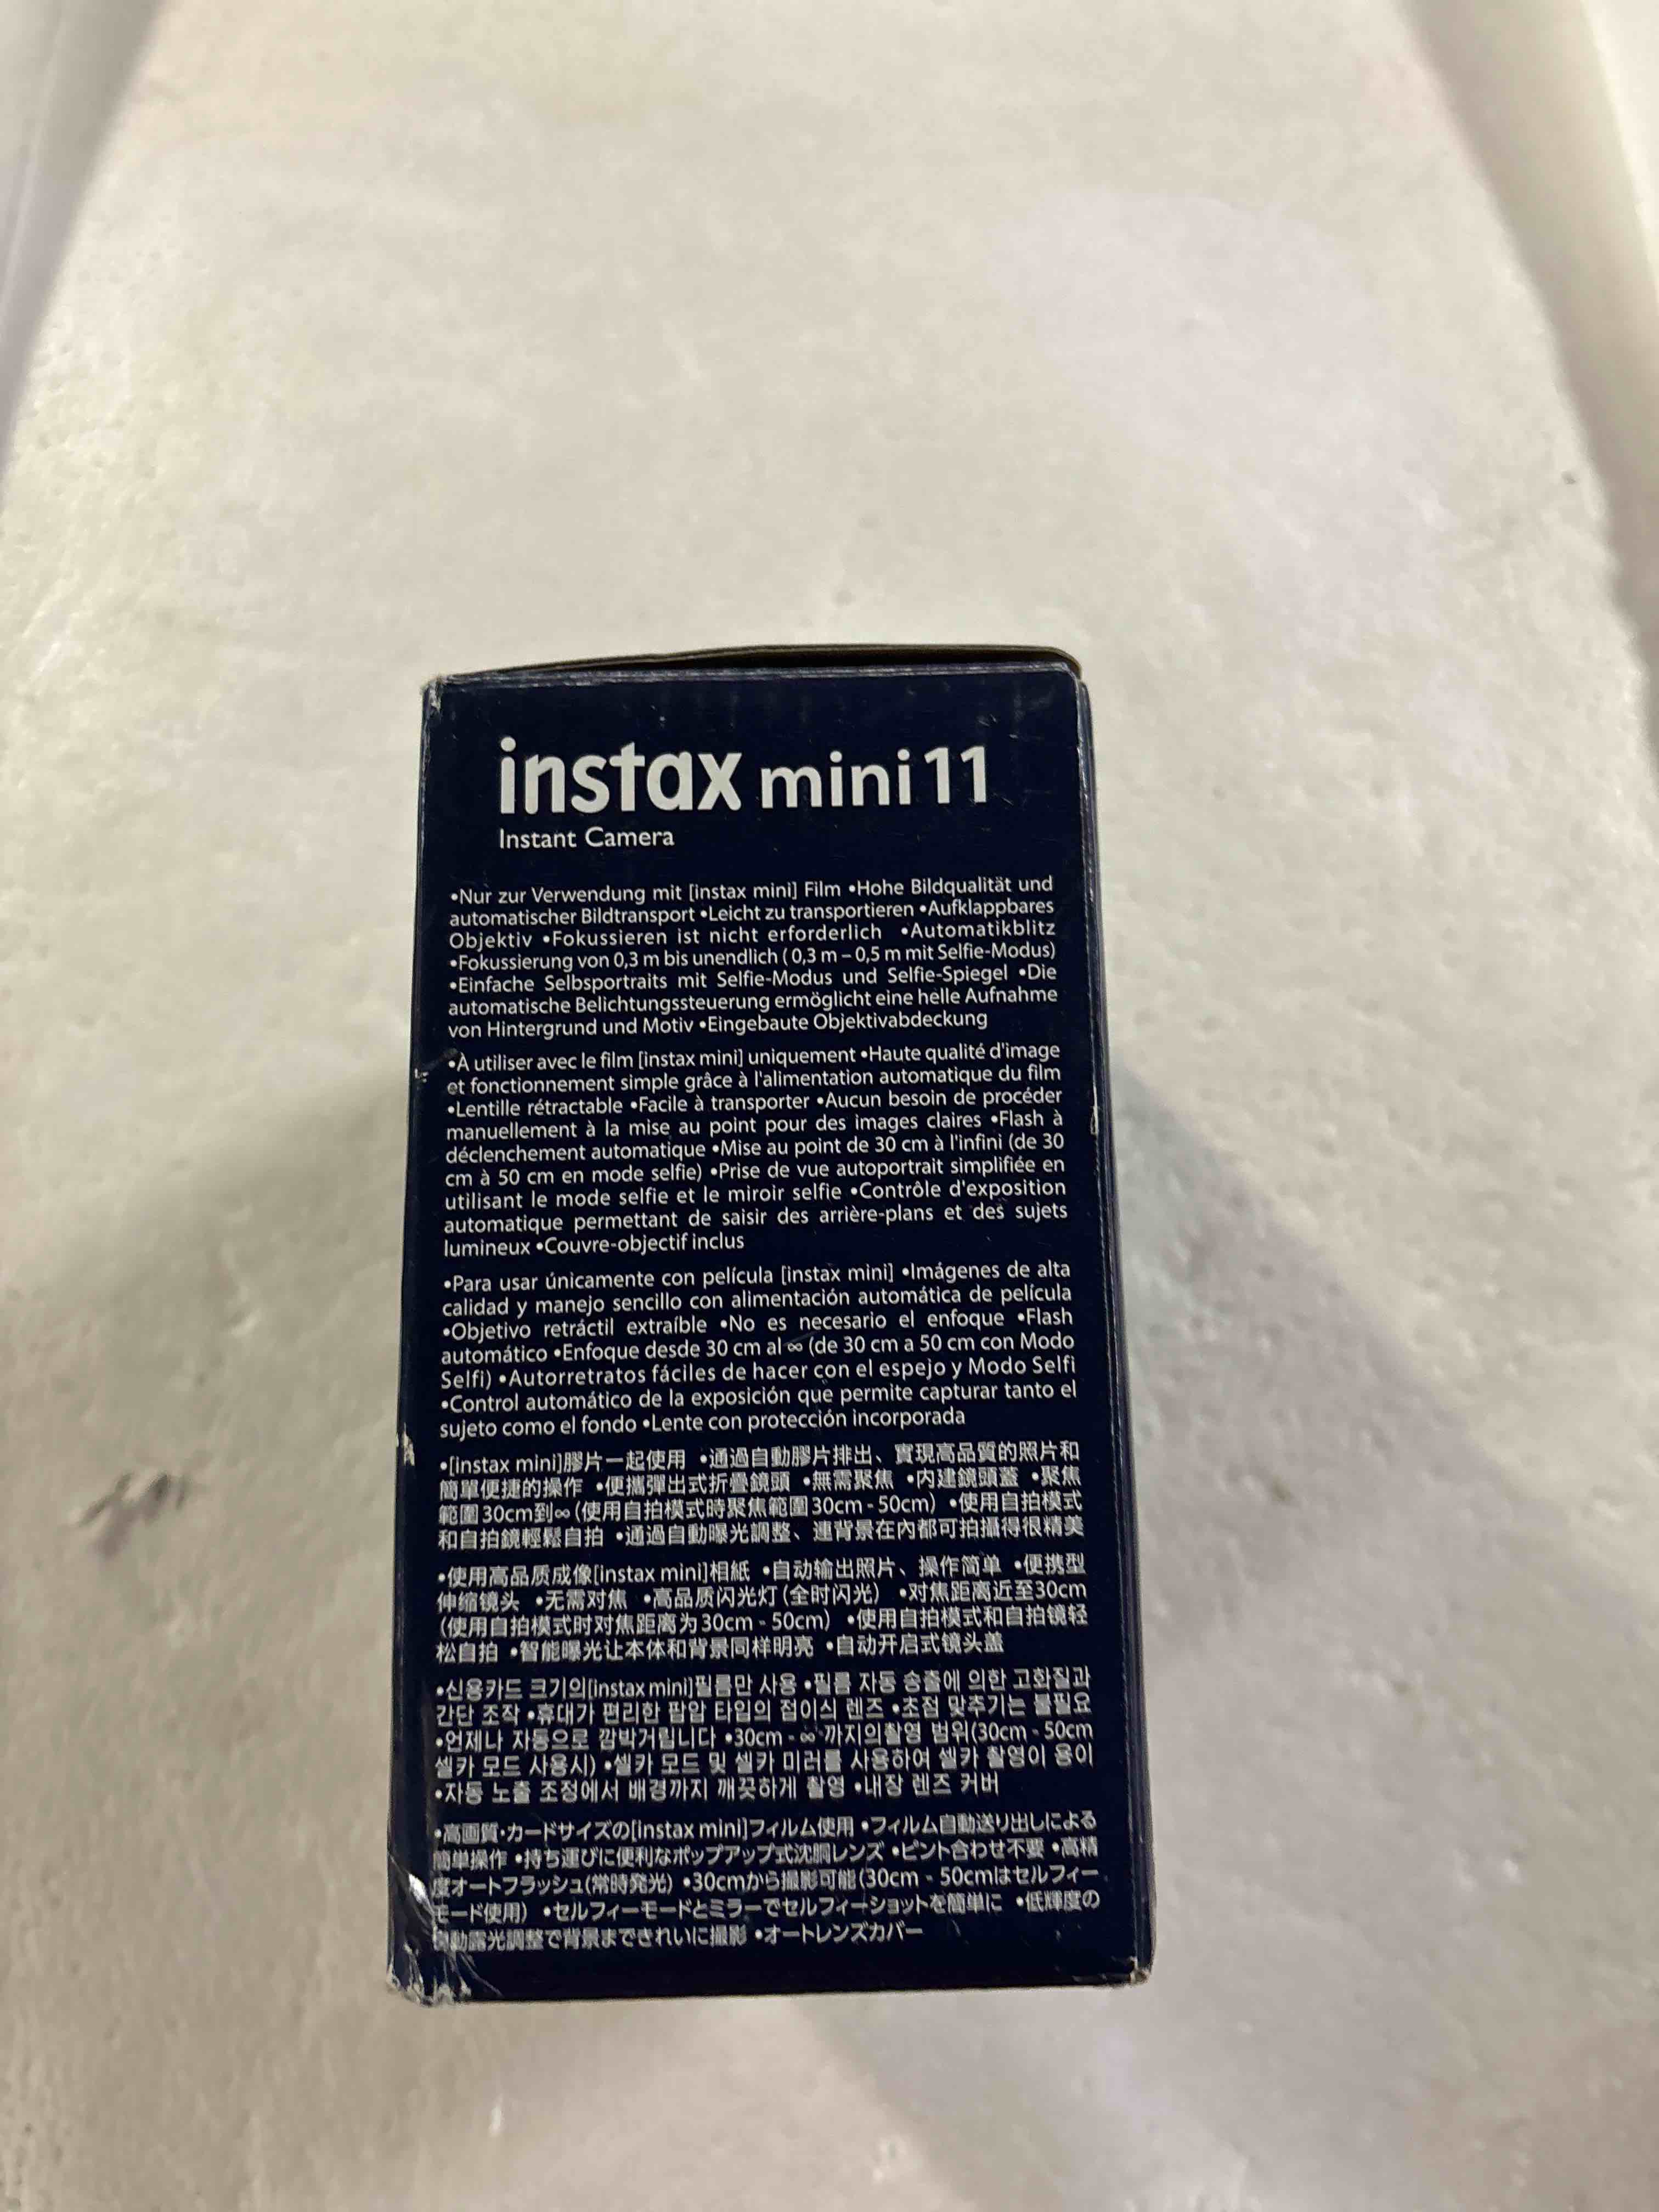 instax mini 11
Instant Camera
•Nur zur Verwendung mit [instax mini] Film •Hohe Bildqualität und
automatischer Bildtransport •Leicht zu transportieren •Aufklappbares
Objektiv •Fokussieren ist nicht erforderlich •Automatikblitz
•Fokussierung von 0,3 m bis unendlich ( 0,3 m – 0,5 m mit Selfie-Modus)
•Einfache Selbsportraits mit Selfie-Modus und Selfie-Spiegel •Die
automatische Belichtungssteuerung ermöglicht eine helle Aufnahme
von Hintergrund und Motiv •Eingebaute Objektivabdeckung
•À utiliser avec le film [instax mini] uniquement •Haute qualité d'image
et fonctionnement simple grâce à l'alimentation automatique du film
•Lentille rétractable •Facile à transporter •Aucun besoin de procéder
manuellement à la mise au point pour des images claires •Flash à
déclenchement automatique •Mise au point de 30 cm à l'infini (de 30
cm à 50 cm en mode selfie) •Prise de vue autoportrait simplifiée en
utilisant le mode selfie et le miroir selfie •Contrôle d'exposition
automatique permettant de saisir des arrière-plans et des sujets
lumineux •Couvre-objectif inclus
•Para usar únicamente con película [instax mini] •Imágenes de alta
calidad y manejo sencillo con alimentación automática de película
•Objetivo retráctil extraíble •No es necesario el enfoque •Flash
automático •Enfoque desde 30 cm al ∞ (de 30 cm a 50 cm con Modo
Selfi) •Autorretratos fáciles de hacer con el espejo y Modo Selfi
•Control automático de la exposición que permite capturar tanto el
sujeto como el fondo •Lente con protección incorporada
•[instax mini]膠片一起使用 •通過自動膠片排出、實現高品質的照片和
簡單便捷的操作 •便攜彈出式折疊鏡頭 •無需聚焦 •內建鏡頭蓋 •聚焦
範圍30cm到∞(使用自拍模式時聚焦範圍30cm - 50cm) •使用自拍模式
和自拍鏡輕鬆自拍 •通過自動曝光調整、連背景在內都可拍攝得很精美
•使用高品质成像[instax mini]相紙 •自动输出照片、操作简单 •便携型
伸缩镜头 •无需对焦 •高品质闪光灯(全时闪光) •对焦距离近至30cm
(使用自拍模式时对焦距离为30cm - 50cm) •使用自拍模式和自拍镜轻
松自拍 •智能曝光让本体和背景同样明亮 •自动开启式镜头盖
•신용카드 크기의[instax mini]필름만 사용 •필름 자동 송출에 의한 고화질과
간단 조작 •휴대가 편리한 팝압 타입의 접이식 렌즈 •초점 맞추기는 불필요
•언제나 자동으로 깜박거립니다 •30cm - ∞ 까지의촬영 범위(30cm - 50cm
셀카 모드 사용시) •셀카 모드 및 셀카 미러를 사용하여 셀카 촬영이 용이
•자동 노출 조정에서 배경까지 깨끗하게 촬영 •내장 렌즈 커버
•高画質・カードサイズの[instax mini]フィルム使用 •フィルム自動送り出しによる
簡単操作 •持ち運びに便利なポップアップ式沈胴レンズ •ピント合わせ不要 •高精
度オートフラッシュ(常時発光) •30cmから撮影可能(30cm - 50cmはセルフィー
モード使用) •セルフィーモードとミラーでセルフィーショットを簡単に •低輝度の
自動露光調整で背景まできれいに撮影 •オートレンズカバー